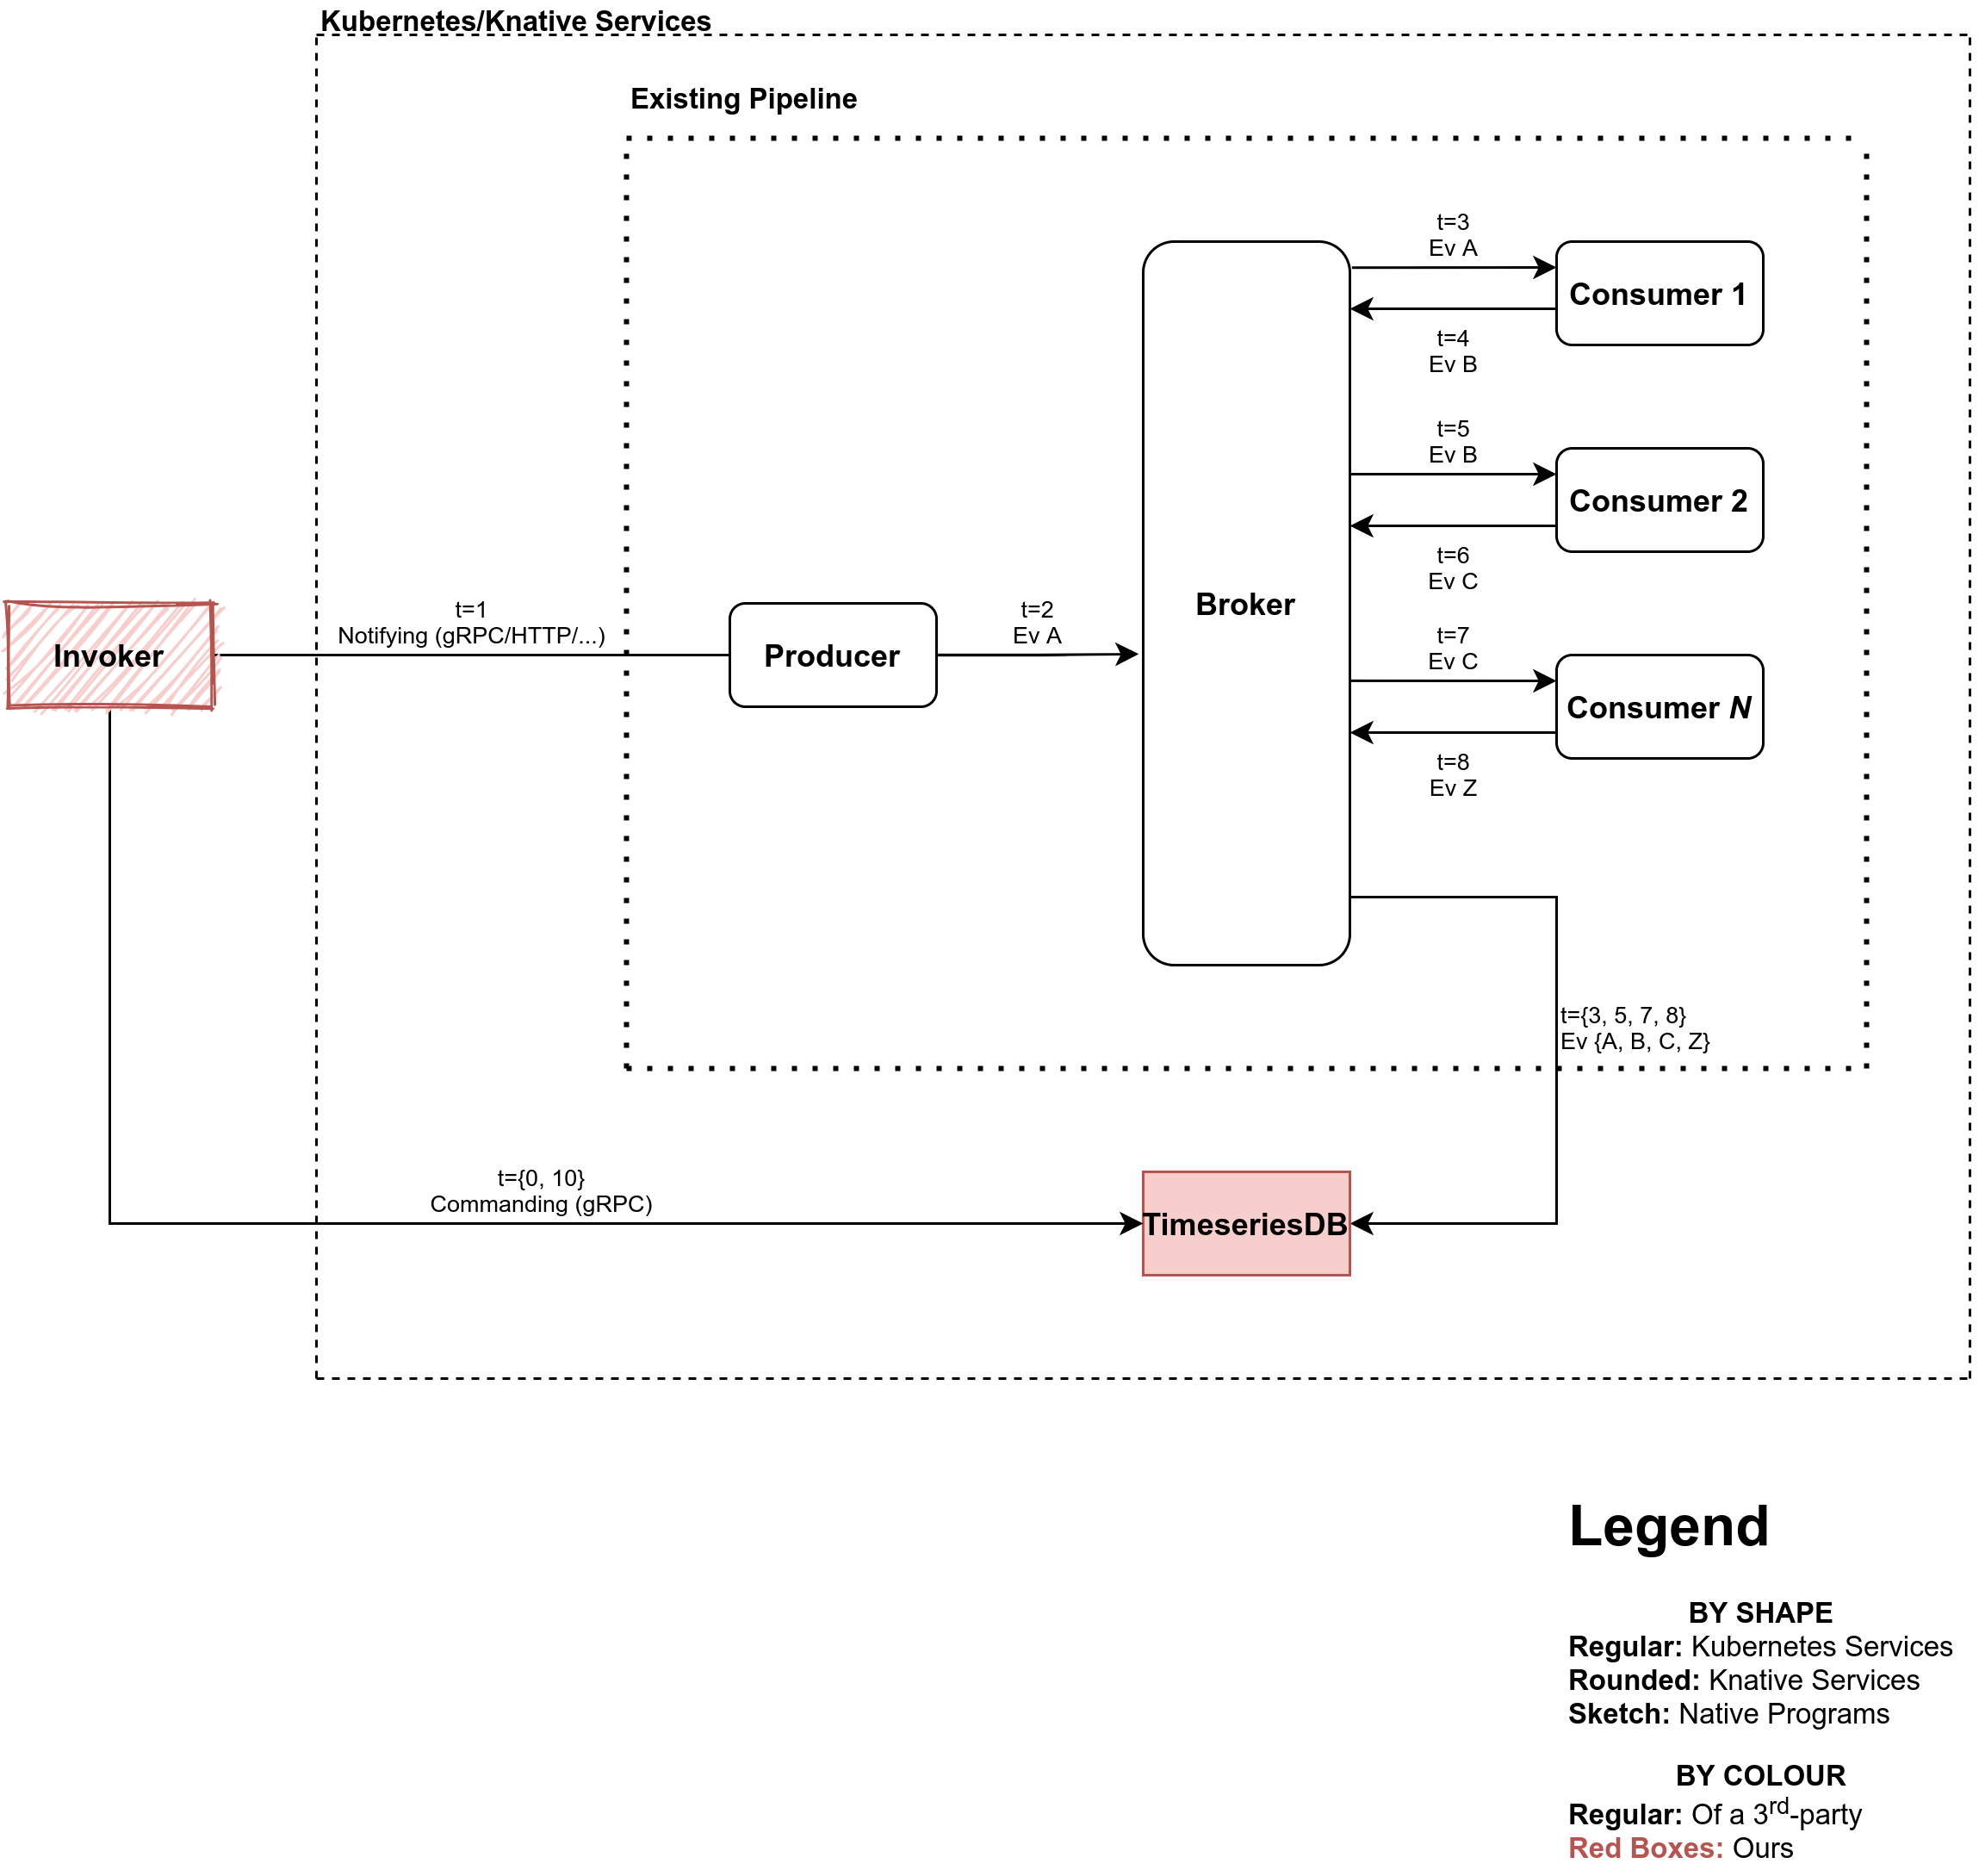 Kubernetes/Knative Services
Existing Pipeline
t=3
Ev A
Consumer 1
t=4
Ev B
t=5
Ev B
Consumer 2
t=6
Ev C
Broker
t=1
Notifying (gRPC/HTTP/...)
Invoker
Producer
t=2
Ev A
t=7
Ev C
Consumer N
t=8
Ev Z
t={3, 5, 7, 8}
Ev {A, B, C, Z}
t={0, 10}
Commanding (gRPC)
TimeseriesDB
Legend
BY SHAPE
Regular: Kubernetes Services
Rounded: Knative Services
Sketch: Native Programs
BY COLOUR
Regular: Of a 3rd-party
Red Boxes: Ours